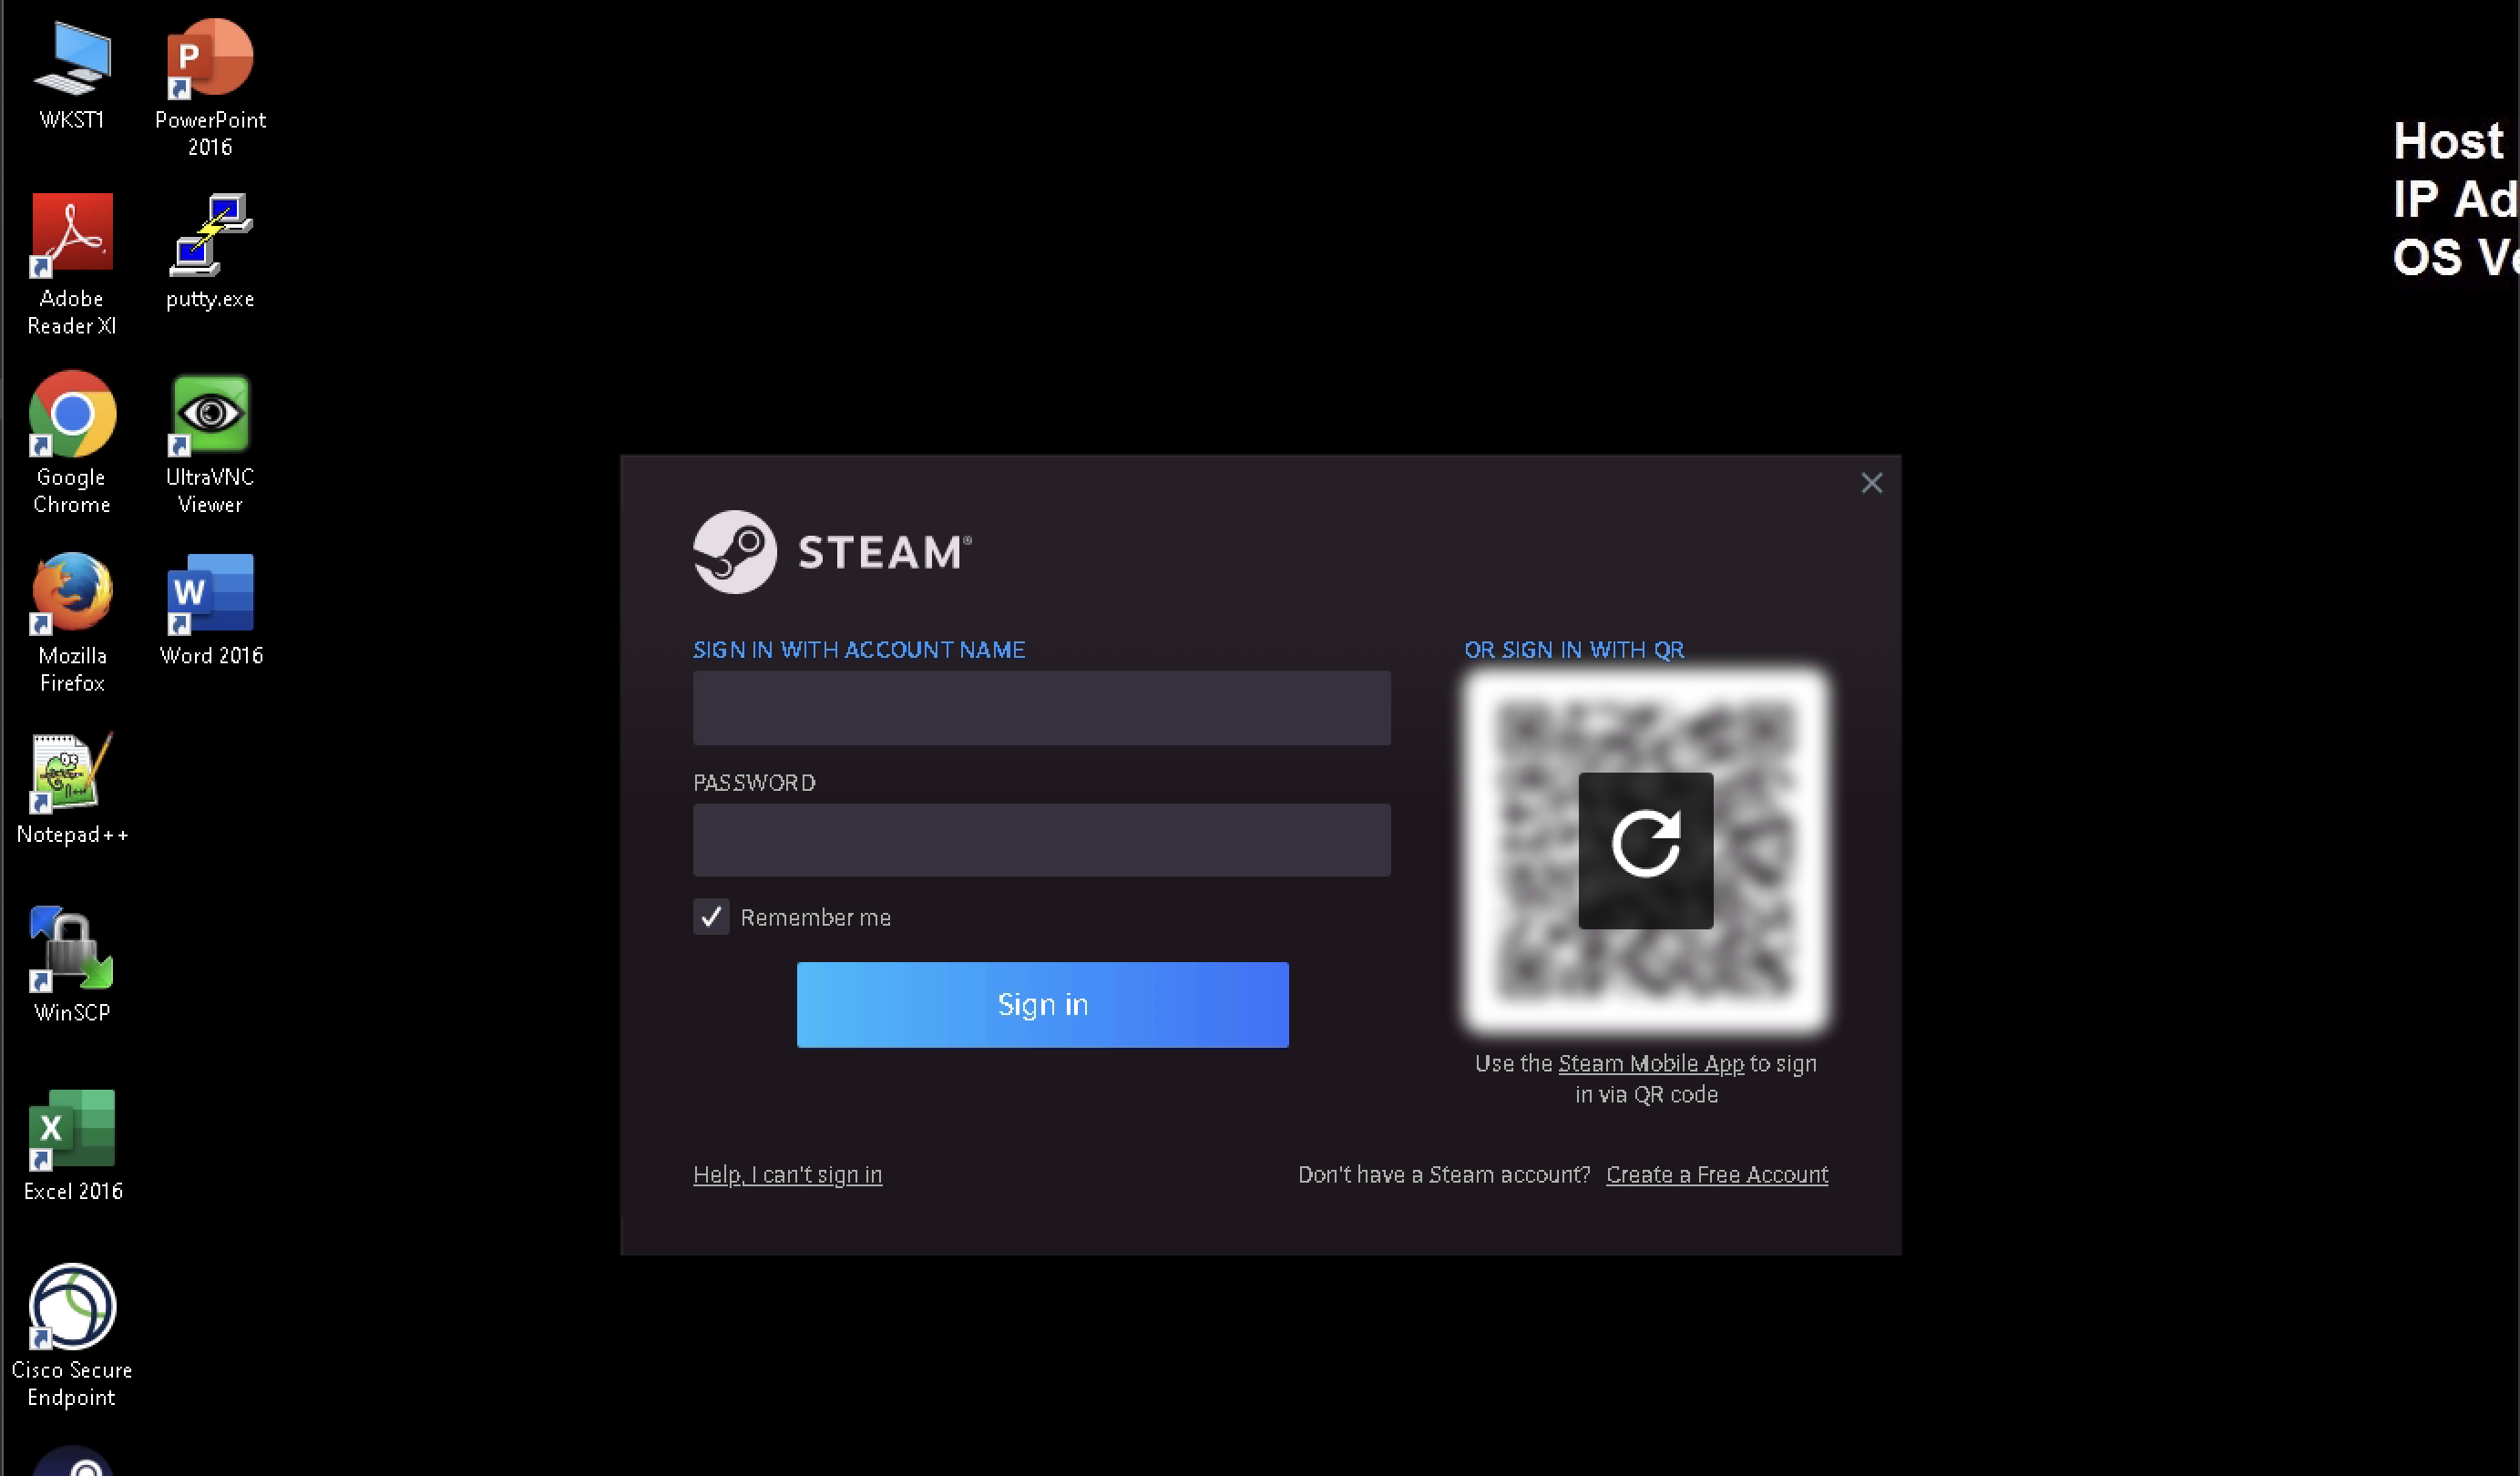 WKST1
PowerPoint
2016
Adobe
Reader XI
putty.exe
Google
Chrome
UltraVNC
Viewer
Mozilla
Firefox
Word 2016
Notepad++
WinSCP
Excel 2016
Cisco Secure
Endpoint
Host
IP Ad
OS Ve
STEAM®
SIGN IN WITH ACCOUNT NAME
PASSWORD
Remember me
Sign in
OR SIGN IN WITH QR
Use the Steam Mobile App to sign
in via QR code
Help, I can't sign in
Don't have a Steam account? Create a Free Account